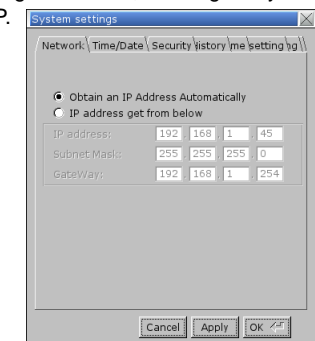 P.
System settings
Network Time/Date Security istory me setting ng
Obtain an IP Address Automatically
IP address get from below
IP address: 192 . 168 . 1 . 45
Subnet Mask: 255 . 255 . 255 . 0
GateWay: 192 . 168 . 1 . 254
Cancel Apply OK